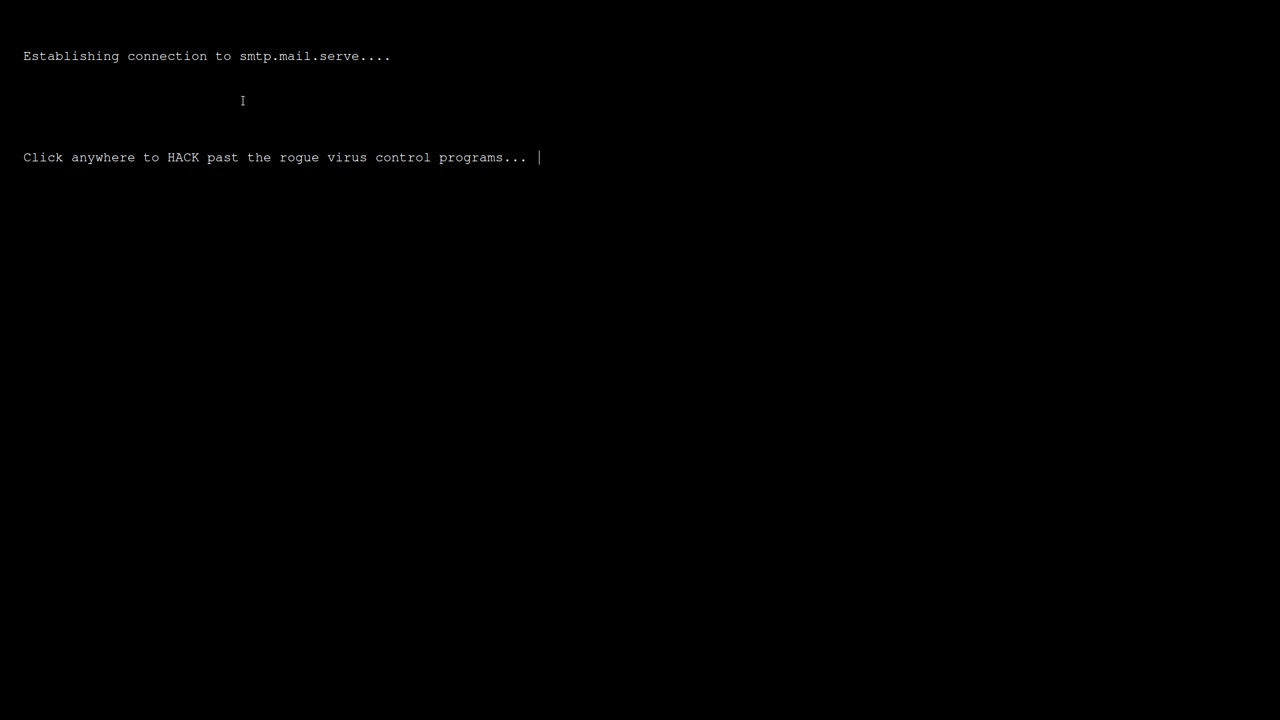 Establishing connection to smtp.mail.serve....
Click anywhere to HACK past the rogue virus control programs...